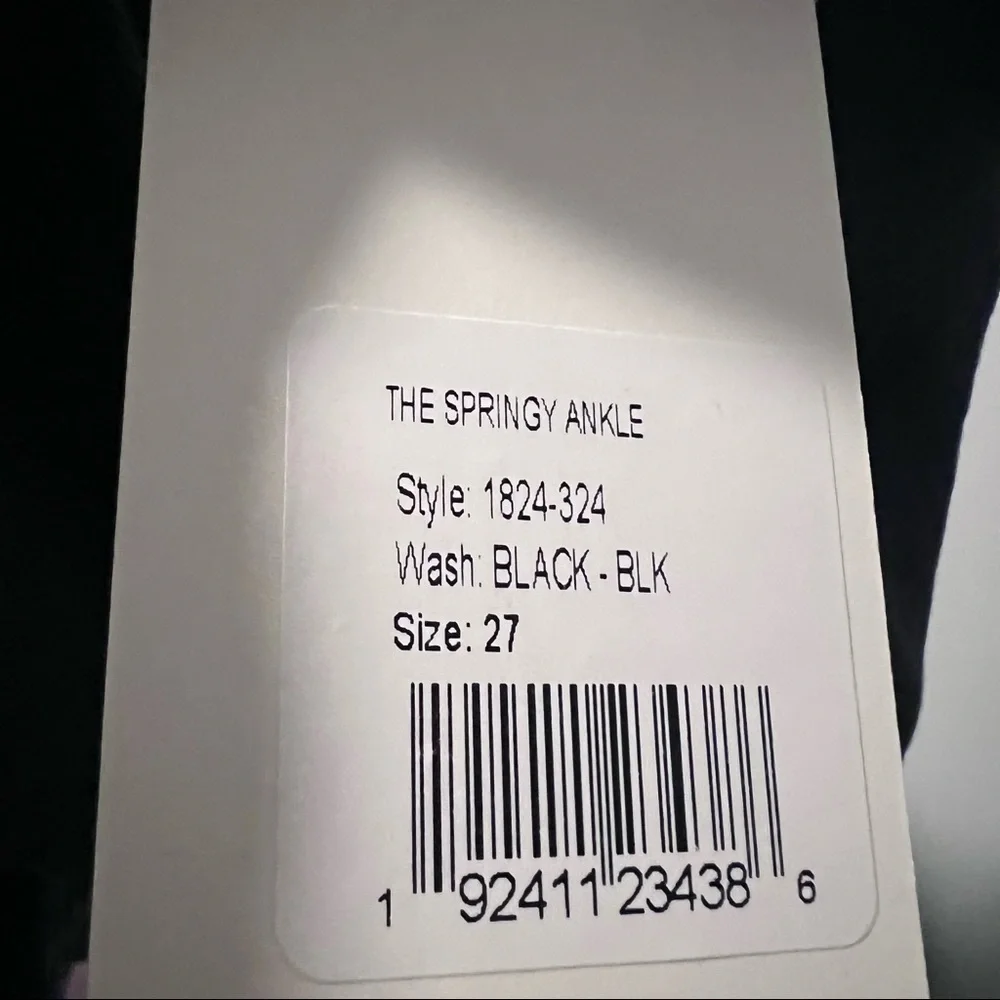 THE SPRINGY ANKLE
Style: 1824-324
Wash: BLACK - BLK
Size: 27
1 92411 23438 6